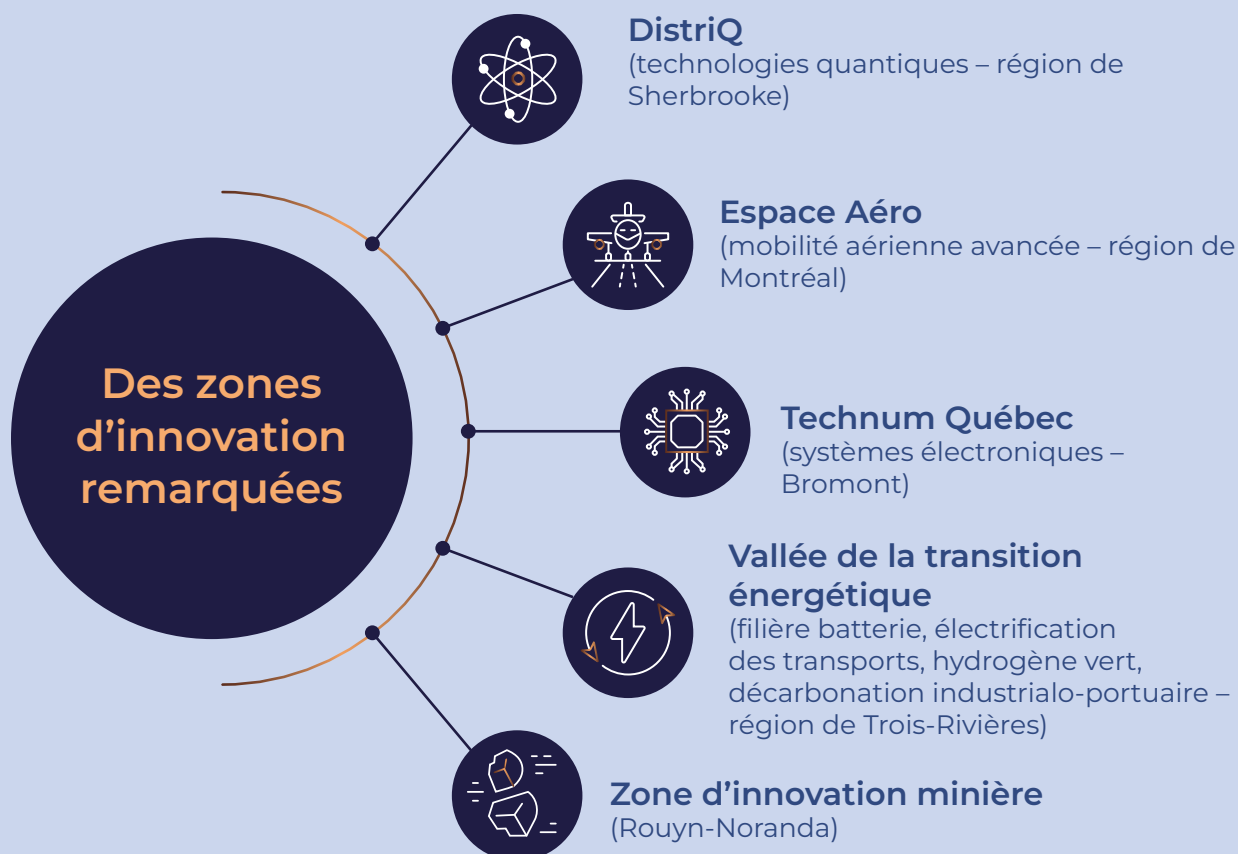 DistriQ
(technologies quantiques – région de
Sherbrooke)
Espace Aéro
(mobilité aérienne avancée – région de
Montréal)
Des zones
d’innovation
remarquées
Technum Québec
(systèmes électroniques –
Bromont)
Vallée de la transition
énergétique
(filière batterie, électrification
des transports, hydrogène vert,
décarbonation industrialo-portuaire –
région de Trois-Rivières)
Zone d’innovation minière
(Rouyn-Noranda)